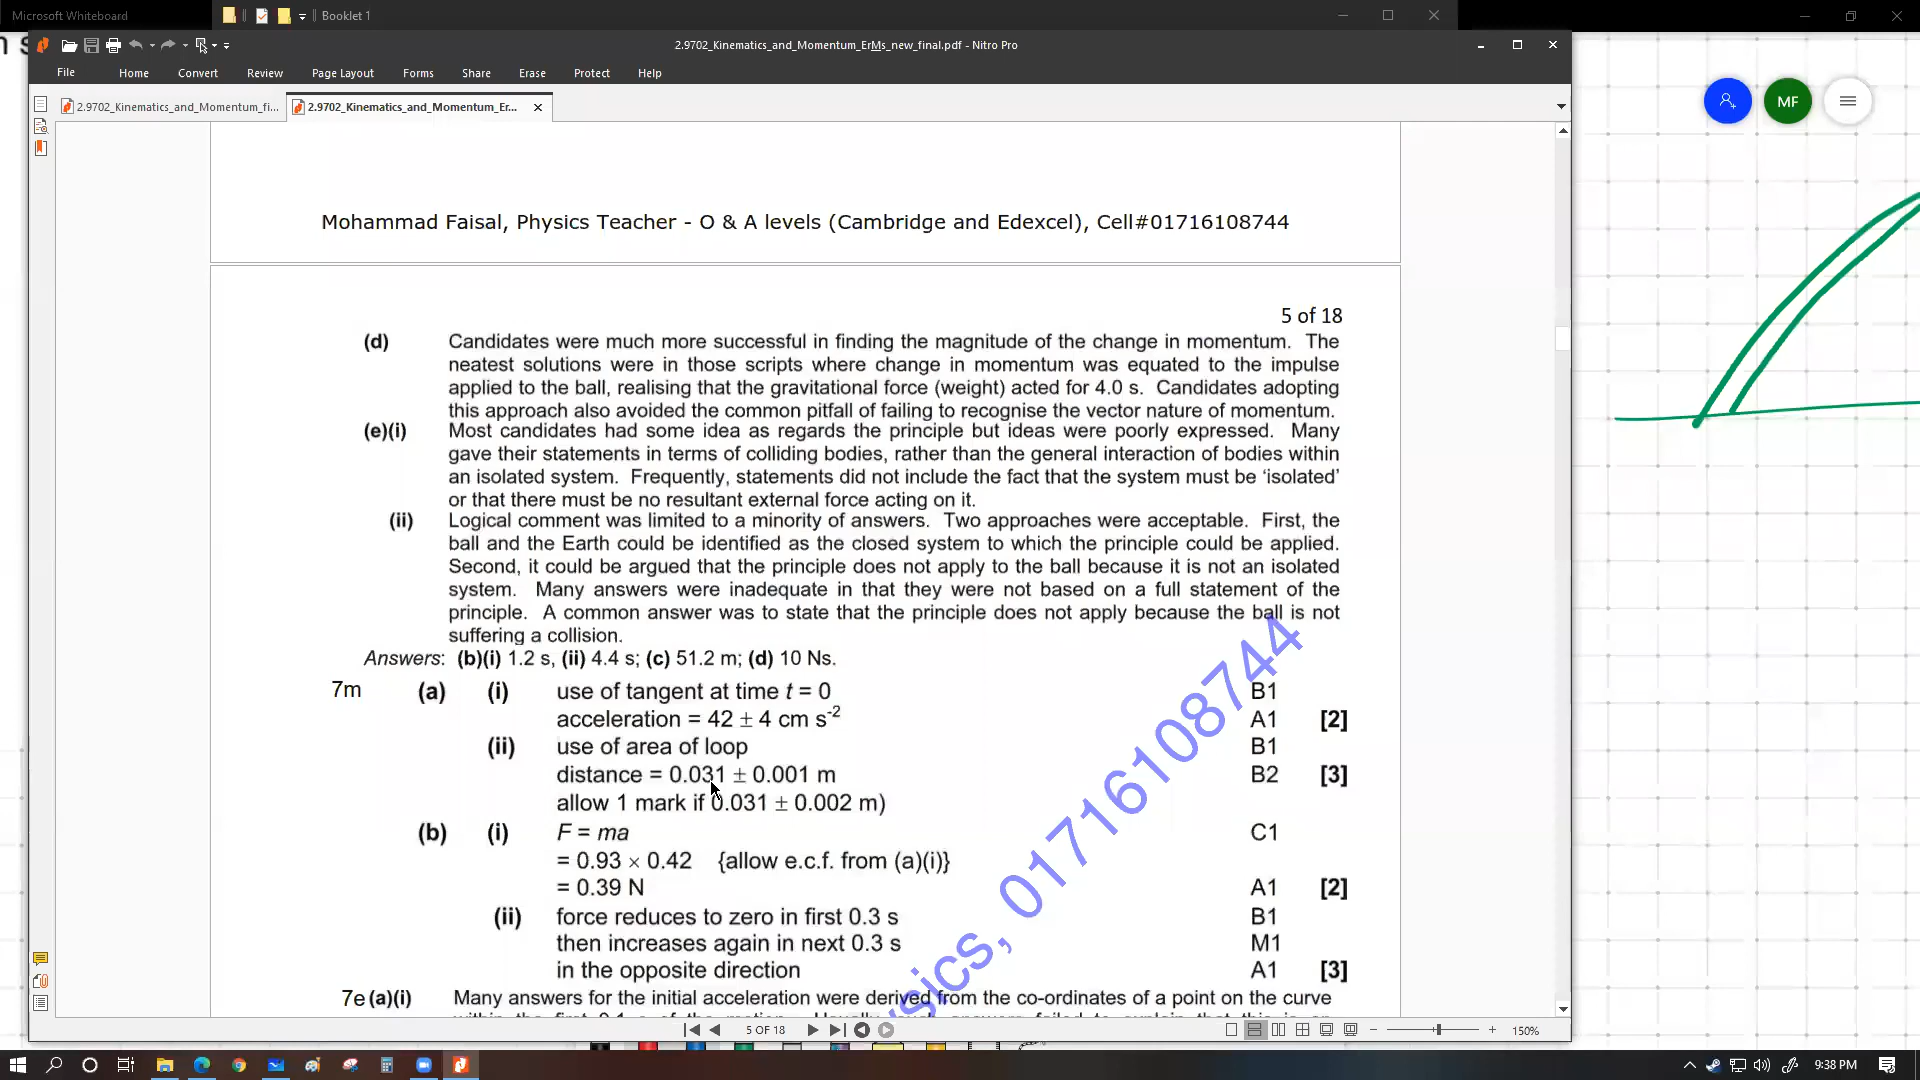 Microsoft Whiteboard
Booklet 1
2.9702_Kinematics_and_Momentum_ErMs_new_final.pdf - Nitro Pro
File Home Convert Review Page Layout Forms Share Erase Protect Help
2.9702_Kinematics_and_Momentum_fi... 2.9702_Kinematics_and_Momentum_Er...
MF
Mohammad Faisal, Physics Teacher - O & A levels (Cambridge and Edexcel), Cell#01716108744
5 of 18
(d) Candidates were much more successful in finding the magnitude of the change in momentum. The
neatest solutions were in those scripts where change in momentum was equated to the impulse
applied to the ball, realising that the gravitational force (weight) acted for 4.0 s. Candidates adopting
this approach also avoided the common pitfall of failing to recognise the vector nature of momentum.
(e)(i) Most candidates had some idea as regards the principle but ideas were poorly expressed. Many
gave their statements in terms of colliding bodies, rather than the general interaction of bodies within
an isolated system. Frequently, statements did not include the fact that the system must be ‘isolated’
or that there must be no resultant external force acting on it.
(ii) Logical comment was limited to a minority of answers. Two approaches were acceptable. First, the
ball and the Earth could be identified as the closed system to which the principle could be applied.
Second, it could be argued that the principle does not apply to the ball because it is not an isolated
system. Many answers were inadequate in that they were not based on a full statement of the
principle. A common answer was to state that the principle does not apply because the ball is not
suffering a collision.
Answers: (b)(i) 1.2 s, (ii) 4.4 s; (c) 51.2 m; (d) 10 Ns.
7m (a) (i) use of tangent at time t = 0 B1
acceleration = 42 ± 4 cm s-2 A1 [2]
(ii) use of area of loop B1
distance = 0.031 ± 0.001 m B2 [3]
allow 1 mark if 0.031 ± 0.002 m)
(b) (i) F = ma C1
= 0.93 × 0.42 {allow e.c.f. from (a)(i)}
= 0.39 N A1 [2]
(ii) force reduces to zero in first 0.3 s B1
then increases again in next 0.3 s M1
in the opposite direction A1 [3]
7e (a)(i) Many answers for the initial acceleration were derived from the co-ordinates of a point on the curve
sics, 01716108744
5 OF 18
150%
9:38 PM